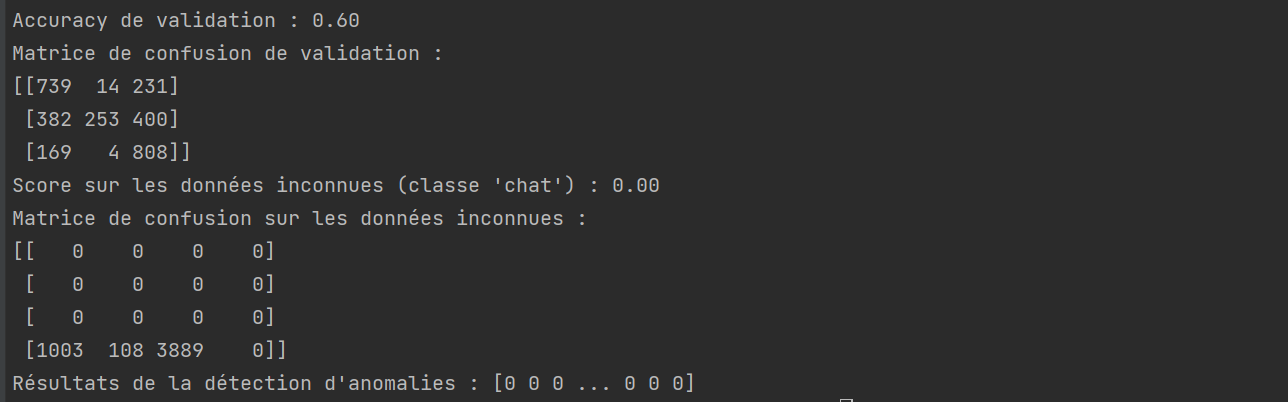 Accuracy de validation : 0.60
Matrice de confusion de validation :
[[739  14 231]
 [382 253 400]
 [169   4 808]]
Score sur les données inconnues (classe 'chat') : 0.00
Matrice de confusion sur les données inconnues :
[[   0    0    0    0]
 [   0    0    0    0]
 [   0    0    0    0]
 [1003  108 3889    0]]
Résultats de la détection d'anomalies : [0 0 0 ... 0 0 0]